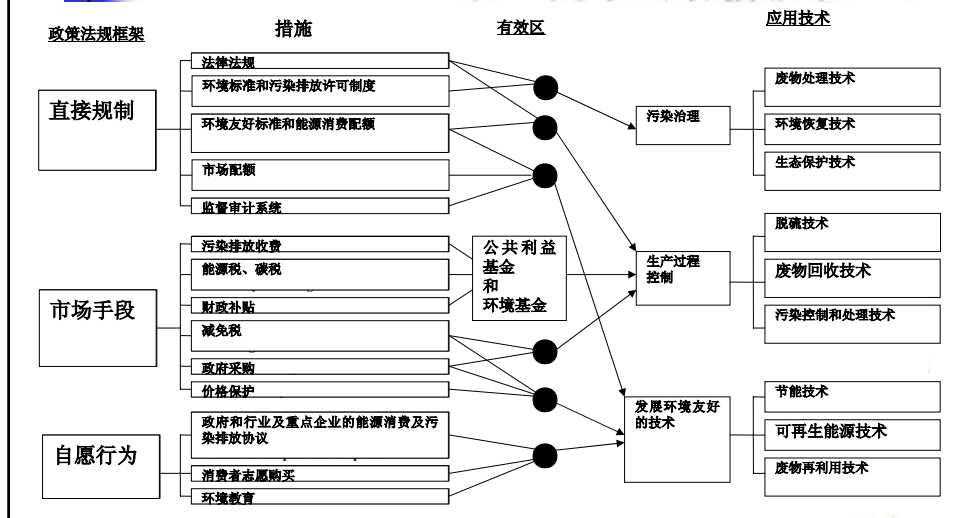 政策法规框架
措施
有效区
应用技术
直接规制
法律法规
环境标准和污染排放许可制度
环境友好标准和能源消费配额
市场配额
监督审计系统
市场手段
污染排放收费
能源税、碳税
财政补贴
减免税
政府采购
价格保护
自愿行为
政府和行业及重点企业的能源消费及污
染排放协议
消费者志愿购买
环境教育
公共利益
基金
和
环境基金
污染治理
生产过程
控制
发展环境友好
的技术
废物处理技术
环境恢复技术
生态保护技术
脱硫技术
废物回收技术
污染控制和处理技术
节能技术
可再生能源技术
废物再利用技术